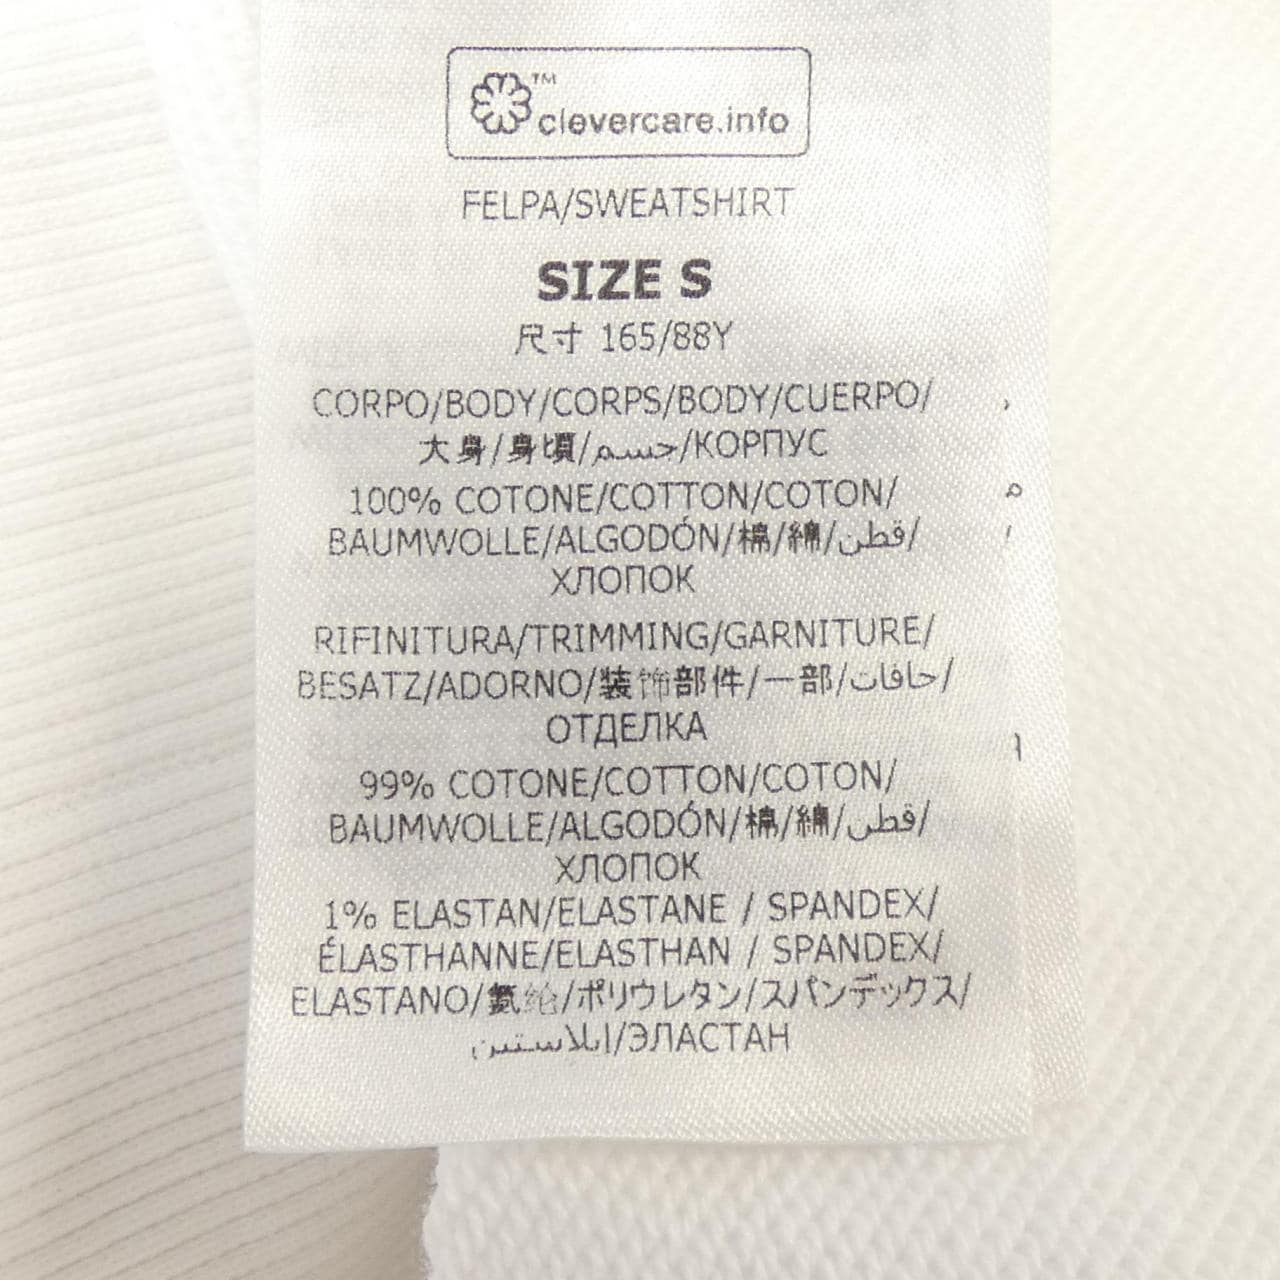 ™ clevercare.info
FELPA/SWEATSHIRT
SIZE S
尺寸 165/88Y
CORPO/BODY/CORPS/BODY/CUERPO/
大身/身頃/جسم/КОРПУС
100% COTONE/COTTON/COTON/
BAUMWOLLE/ALGODÓN/棉/綿/قطن/
ХЛОПОК
RIFINITURA/TRIMMING/GARNITURE/
BESATZ/ADORNO/装饰部件/一部/حافات/
ОТДЕЛКА
99% COTONE/COTTON/COTON/
BAUMWOLLE/ALGODÓN/棉/綿/قطن/
ХЛОПОК
1% ELASTAN/ELASTANE / SPANDEX/
ÉLASTHANNE/ELASTHAN / SPANDEX/
ELASTANO/氨纶/ポリウレタン/スパンデックス/
ايلاستين/ЭЛАСТАН